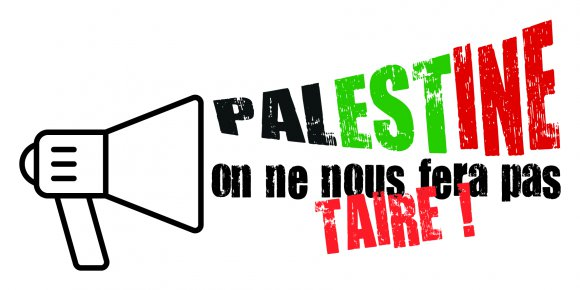 PALESTINE
on ne nous fera pas
TAIRE !